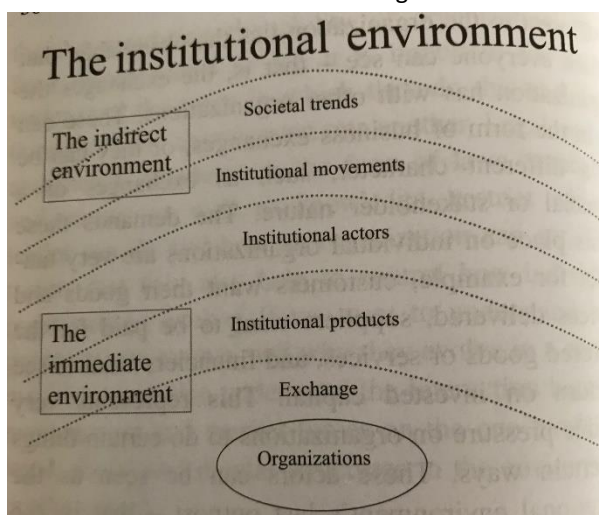 The institutional environment
Societal trends
The indirect
environment
Institutional movements
Institutional actors
Institutional products
The
immediate
environment
Exchange
Organizations